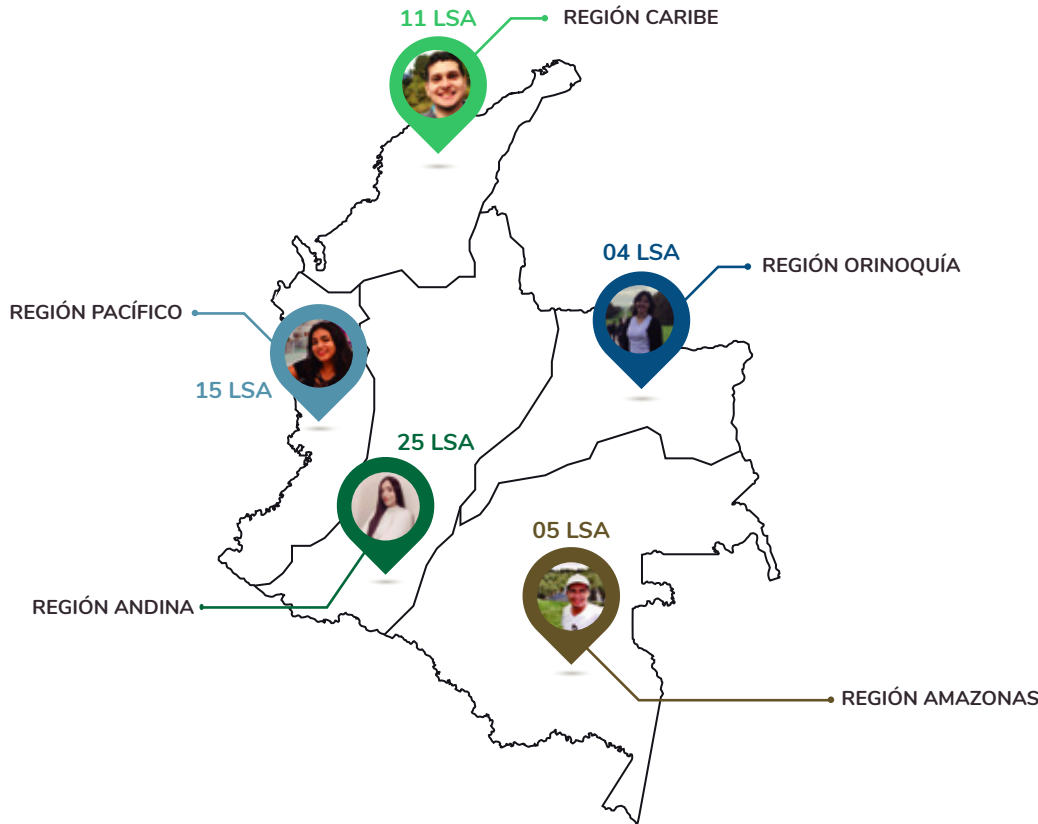 11 LSA
REGIÓN CARIBE
04 LSA
REGIÓN ORINOQUÍA
REGIÓN PACÍFICO
15 LSA
25 LSA
05 LSA
REGIÓN ANDINA
REGIÓN AMAZONAS